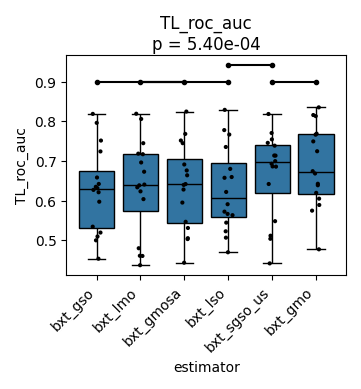 TL_roc_auc
p = 5.40e-04
TL_roc_auc
0.9
0.8
0.7
0.6
0.5
bxt_gso
bxt_lmo
bxt_gmosa
bxt_lso
bxt_sgso_us
bxt_gmo
estimator